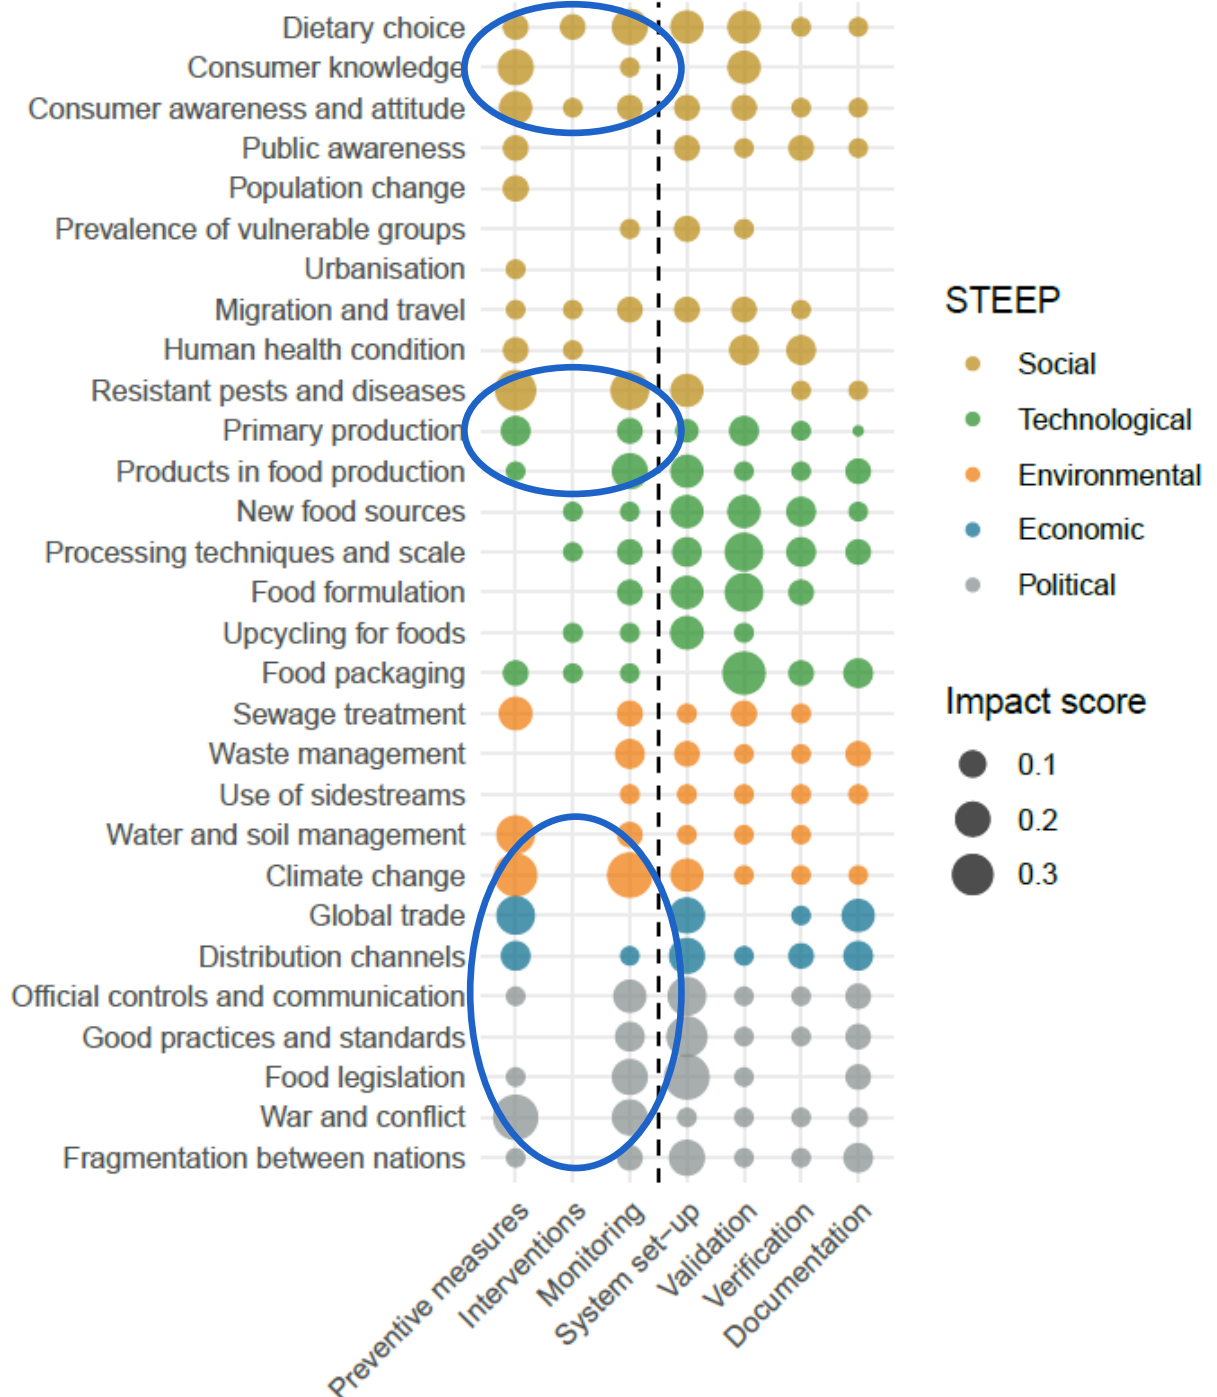 Dietary choice
Consumer knowledge
Consumer awareness and attitude
Public awareness
Population change
Prevalence of vulnerable groups
Urbanisation
Migration and travel
Human health condition
Resistant pests and diseases
Primary production
Products in food production
New food sources
Processing techniques and scale
Food formulation
Upcycling for foods
Food packaging
Sewage treatment
Waste management
Use of sidestreams
Water and soil management
Climate change
Global trade
Distribution channels
Official controls and communication
Good practices and standards
Food legislation
War and conflict
Fragmentation between nations
Preventive measures
Interventions
Monitoring
System set-up
Validation
Verification
Documentation
STEEP
Social
Technological
Environmental
Economic
Political
Impact score
0.1
0.2
0.3